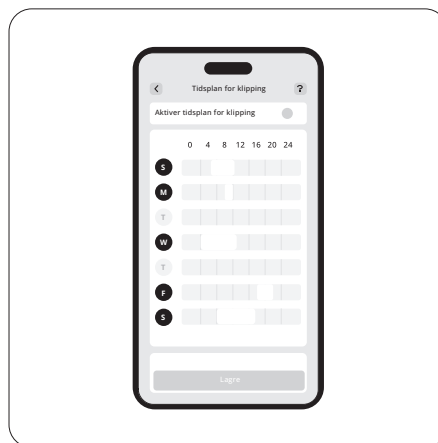 Tidsplan for klipping ?
Aktiver tidsplan for klipping
0 4 8 12 16 20 24
S
M
T
W
T
F
S
Lagre